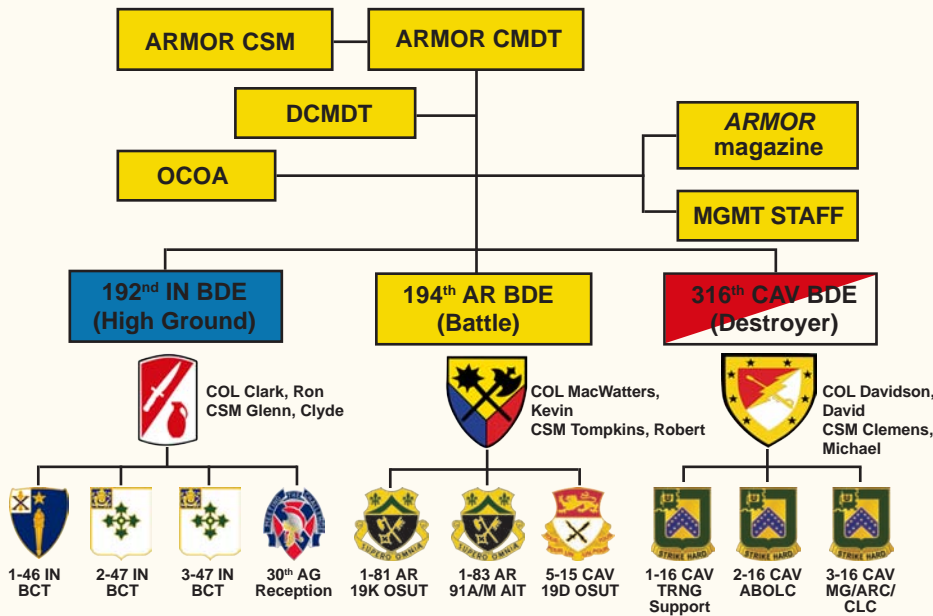 ARMOR CSM
ARMOR CMDT
DCMDT
ARMOR
magazine
OCOA
MGMT STAFF
192nd IN BDE
(High Ground)
194th AR BDE
(Battle)
316th CAV BDE
(Destroyer)
COL Clark, Ron
CSM Glenn, Clyde
COL MacWatters,
Kevin
CSM Tompkins, Robert
COL Davidson,
David
CSM Clemens,
Michael
SUPERO OMNIA
SUPERO OMNIA
STRIKE HARD
STRIKE HARD
STRIKE HARD
1-46 IN
BCT
2-47 IN
BCT
3-47 IN
BCT
30th AG
Reception
1-81 AR
19K OSUT
1-83 AR
91A/M AIT
5-15 CAV
19D OSUT
1-16 CAV
TRNG
Support
2-16 CAV
ABOLC
3-16 CAV
MG/ARC/
CLC